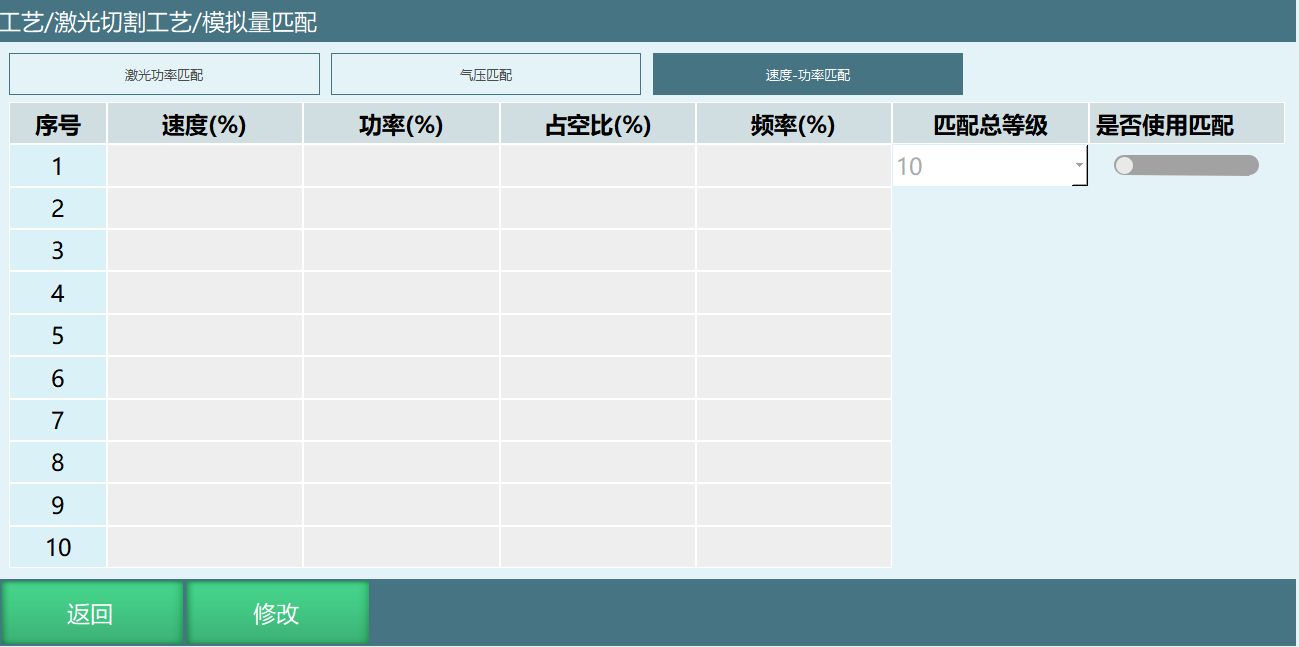 工艺/激光切割工艺/模拟量匹配
激光功率匹配 气压匹配 速度-功率匹配
序号 速度(%) 功率(%) 占空比(%) 频率(%) 匹配总等级 是否使用匹配
1 10
2
3
4
5
6
7
8
9
10
返回 修改